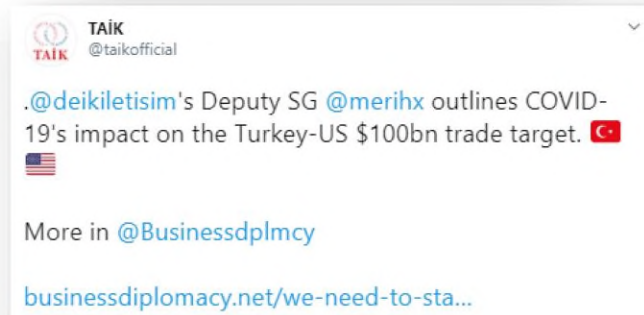 TAİK
TAİK
@taikofficial
.@deikiletisim's Deputy SG @merihx outlines COVID-
19's impact on the Turkey-US $100bn trade target. 🇹🇷
🇺🇸
More in @Businessdplmcy
businessdiplomacy.net/we-need-to-sta...